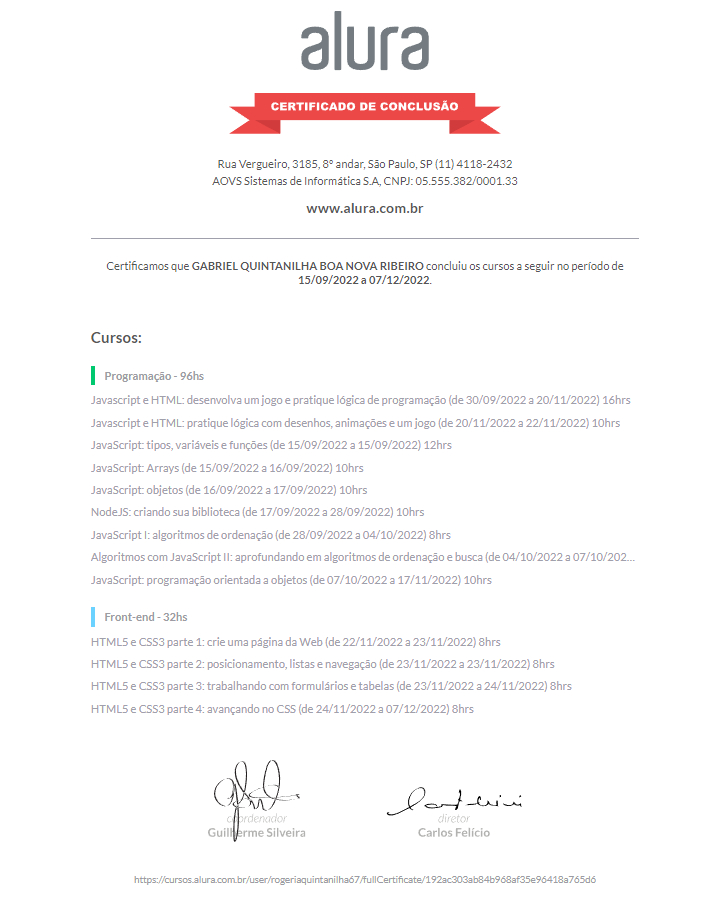 alura
CERTIFICADO DE CONCLUSÃO
Rua Vergueiro, 3185, 8º andar, São Paulo, SP (11) 4118-2432
AOVS Sistemas de Informática S.A, CNPJ: 05.555.382/0001.33
www.alura.com.br
Certificamos que GABRIEL QUINTANILHA BOA NOVA RIBEIRO concluiu os cursos a seguir no período de
15/09/2022 a 07/12/2022.
Cursos:
Programação - 96hs
Javascript e HTML: desenvolva um jogo e pratique lógica de programação (de 30/09/2022 a 20/11/2022) 16hrs
Javascript e HTML: pratique lógica com desenhos, animações e um jogo (de 20/11/2022 a 22/11/2022) 10hrs
JavaScript: tipos, variáveis e funções (de 15/09/2022 a 15/09/2022) 12hrs
JavaScript: Arrays (de 15/09/2022 a 16/09/2022) 10hrs
JavaScript: objetos (de 16/09/2022 a 17/09/2022) 10hrs
NodeJS: criando sua biblioteca (de 17/09/2022 a 28/09/2022) 10hrs
JavaScript I: algoritmos de ordenação (de 28/09/2022 a 04/10/2022) 8hrs
Algoritmos com JavaScript II: aprofundando em algoritmos de ordenação e busca (de 04/10/2022 a 07/10/202...
JavaScript: programação orientada a objetos (de 07/10/2022 a 17/11/2022) 10hrs
Front-end - 32hs
HTML5 e CSS3 parte 1: crie uma página da Web (de 22/11/2022 a 23/11/2022) 8hrs
HTML5 e CSS3 parte 2: posicionamento, listas e navegação (de 23/11/2022 a 23/11/2022) 8hrs
HTML5 e CSS3 parte 3: trabalhando com formulários e tabelas (de 23/11/2022 a 24/11/2022) 8hrs
HTML5 e CSS3 parte 4: avançando no CSS (de 24/11/2022 a 07/12/2022) 8hrs
coordenador
Guilherme Silveira
diretor
Carlos Felício
https://cursos.alura.com.br/user/rogeriaquintanilha67/fullCertificate/192ac303ab84b968af35e96418a765d6